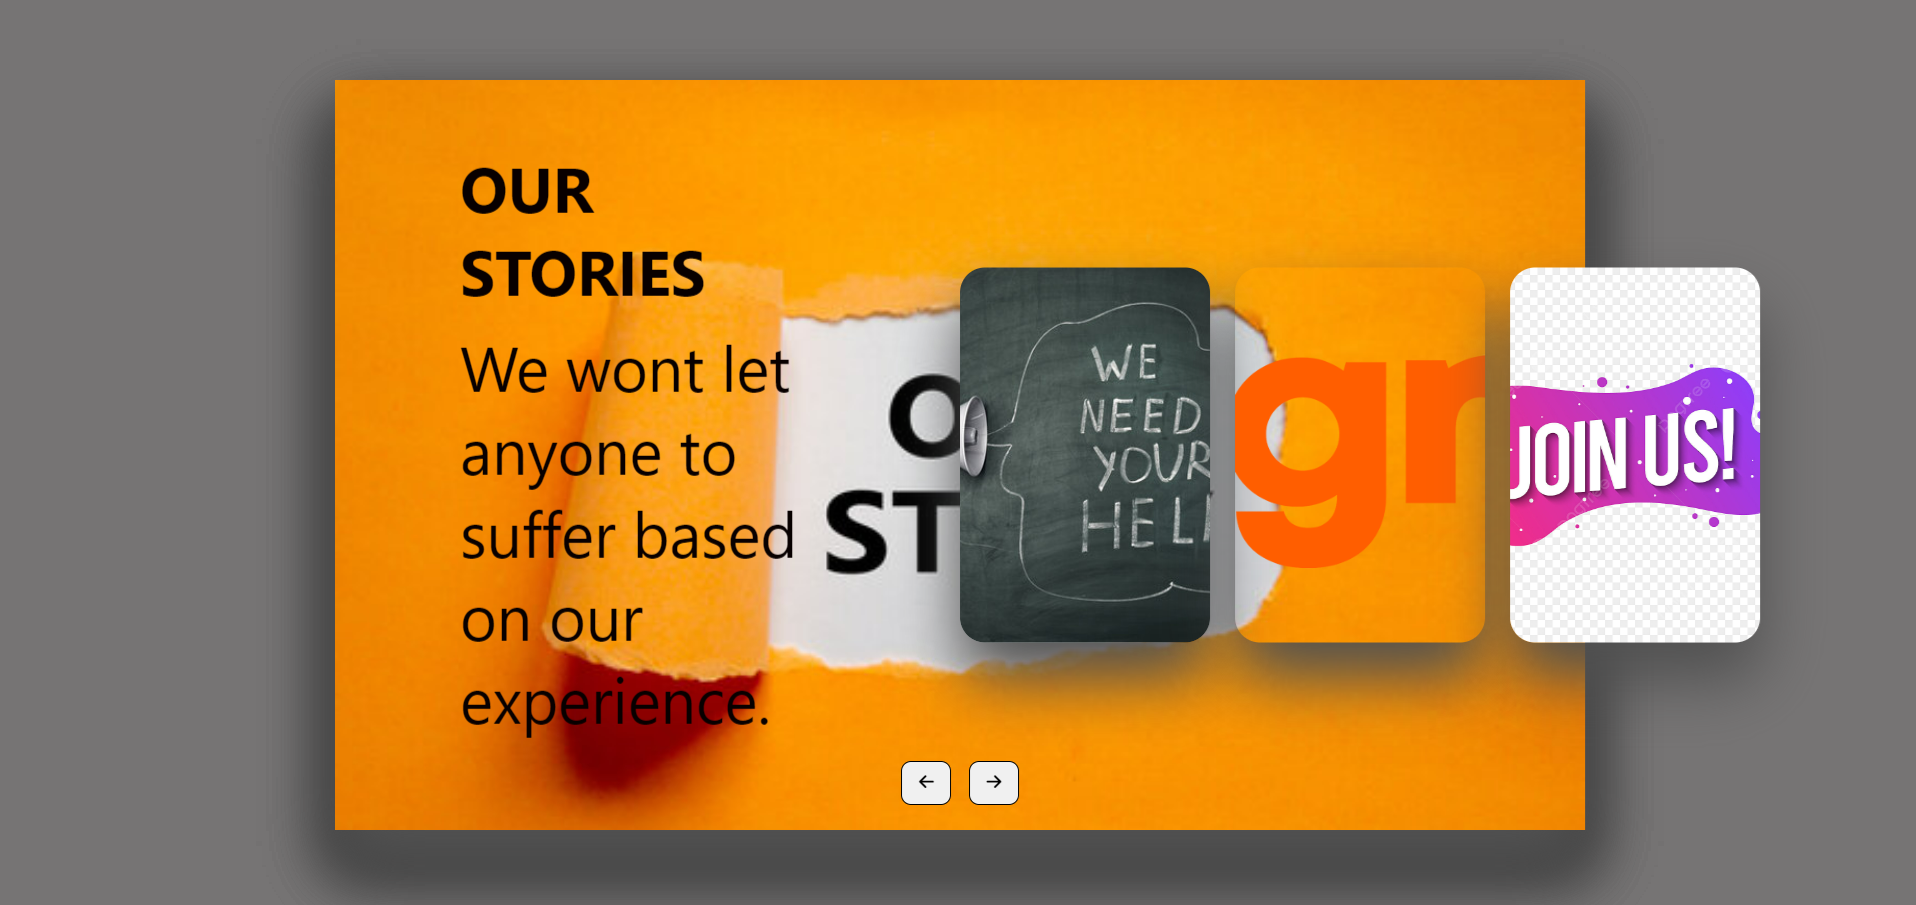 OUR
STORIES
We wont let
anyone to
suffer based
on our
experience.
O
ST
WE
NEED
YOUR
HEL
gr
JOIN US!